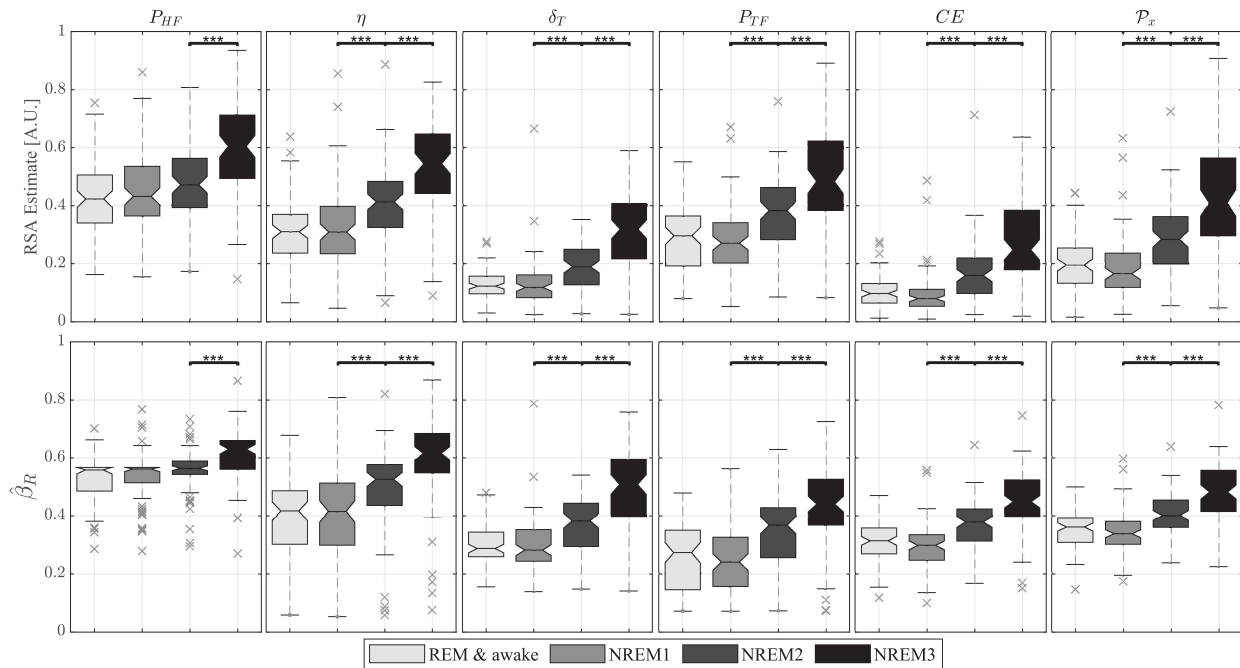 P_HF η δ_T P_TF CE 𝒫_x
RSA Estimate [A.U.]
1
0.8
0.6
0.4
0.2
0
*** *** *** *** *** *** *** *** *** *** ***
β̂_R
1
0.8
0.6
0.4
0.2
0
*** *** *** *** *** *** *** *** *** *** ***
REM & awake NREM1 NREM2 NREM3